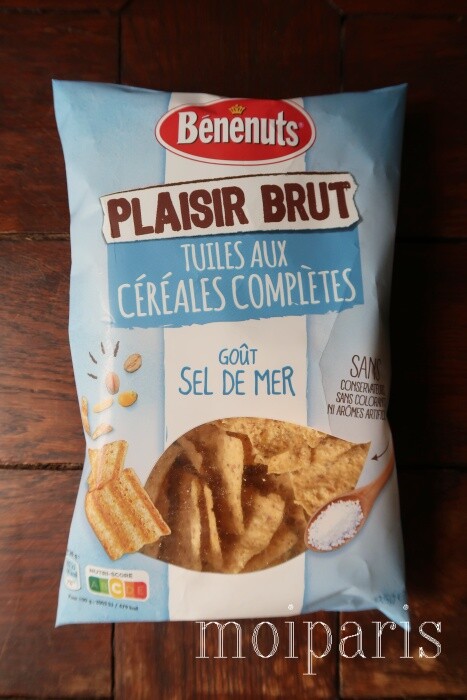 Bénénuts
PLAISIR BRUT
TUILES AUX
CÉRÉALES COMPLÈTES
GOÛT
SEL DE MER
SANS
CONSERVATEURS
SANS COLORANTS
NI ARÔMES ARTIFICIELS
NUTRI-SCORE
A B C D E
moiparis